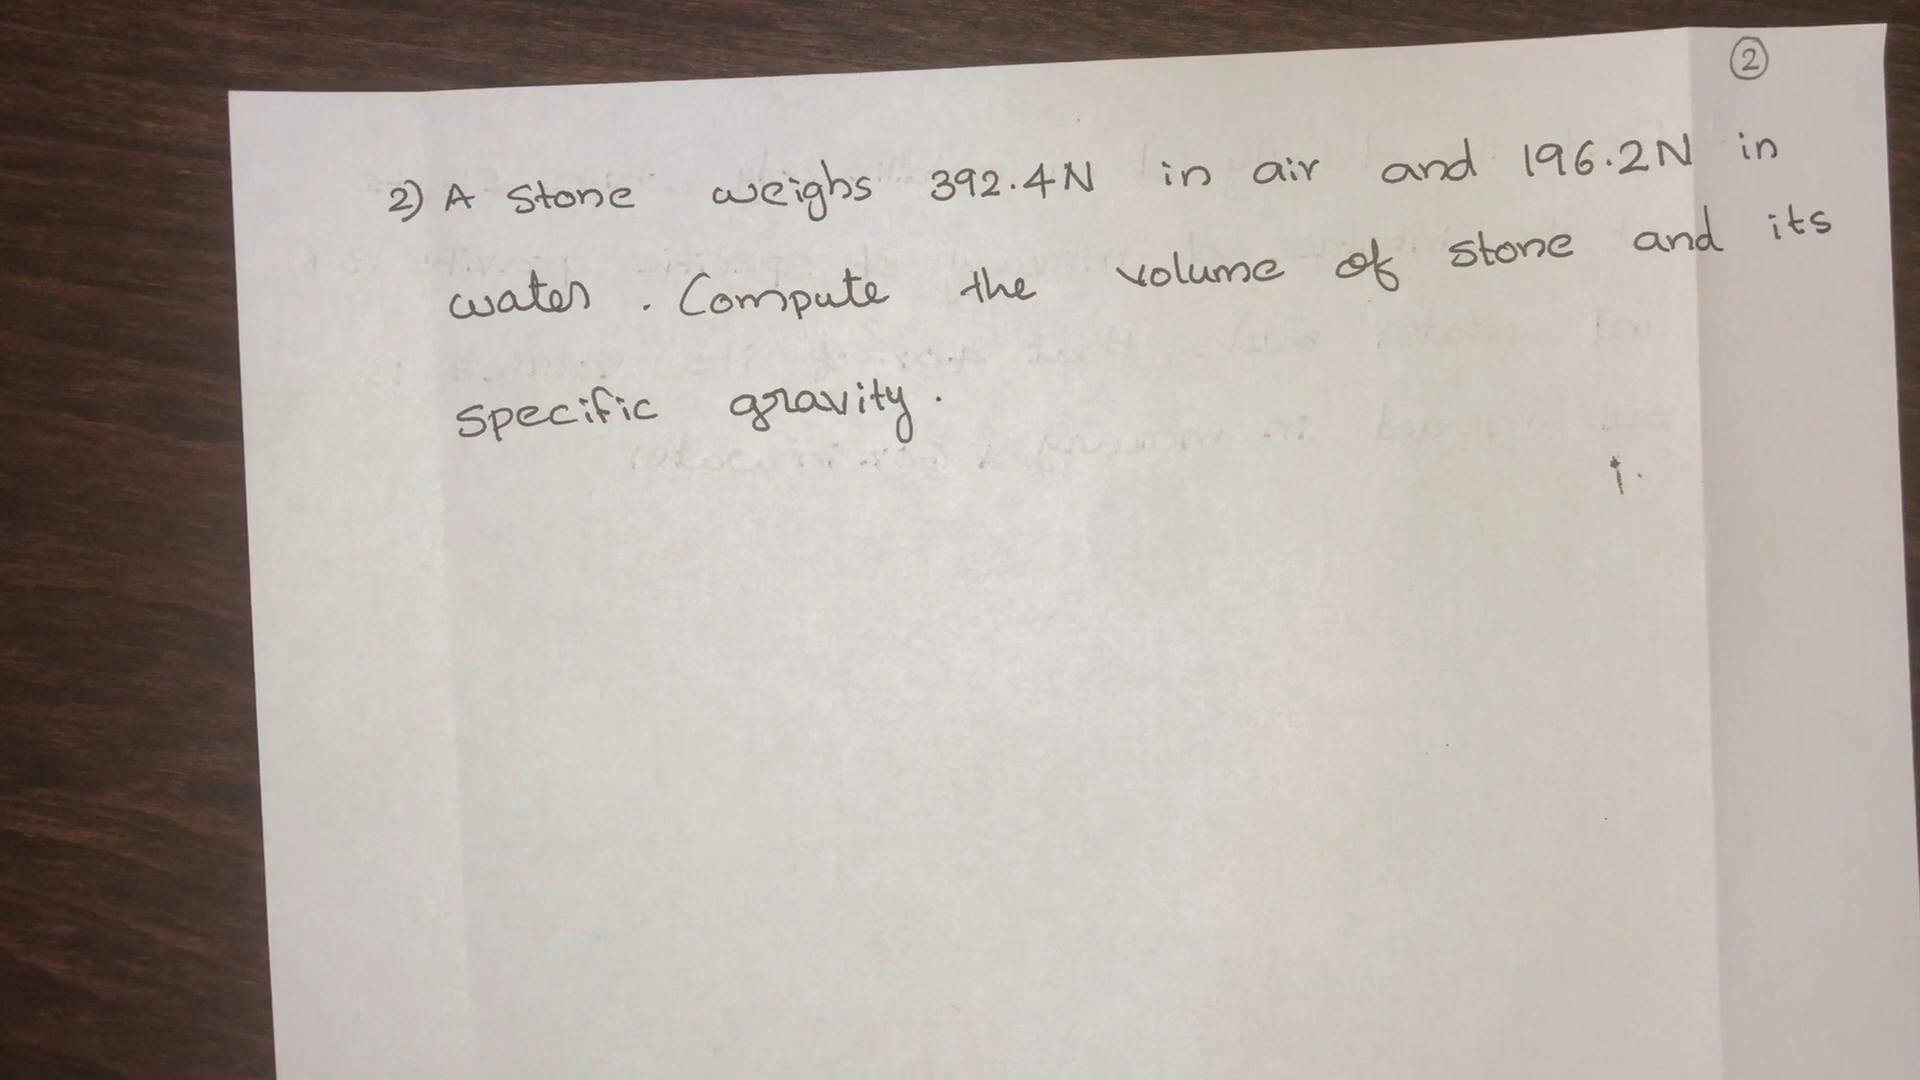 ②
2) A stone weighs 392.4N in air and 196.2N in
water . Compute the volume of stone and its
specific gravity .